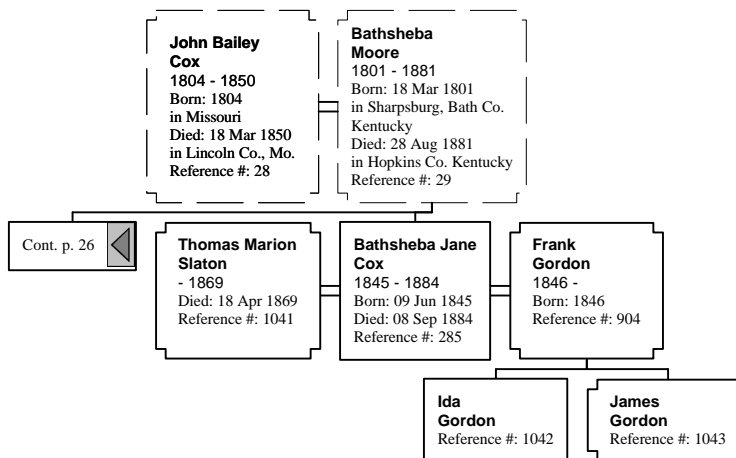 John Bailey
Cox
1804 - 1850
Born: 1804
in Missouri
Died: 18 Mar 1850
in Lincoln Co., Mo.
Reference #: 28
Bathsheba
Moore
1801 - 1881
Born: 18 Mar 1801
in Sharpsburg, Bath Co.
Kentucky
Died: 28 Aug 1881
in Hopkins Co. Kentucky
Reference #: 29
Cont. p. 26
Thomas Marion
Slaton
- 1869
Died: 18 Apr 1869
Reference #: 1041
Bathsheba Jane
Cox
1845 - 1884
Born: 09 Jun 1845
Died: 08 Sep 1884
Reference #: 285
Frank
Gordon
1846 -
Born: 1846
Reference #: 904
Ida
Gordon
Reference #: 1042
James
Gordon
Reference #: 1043